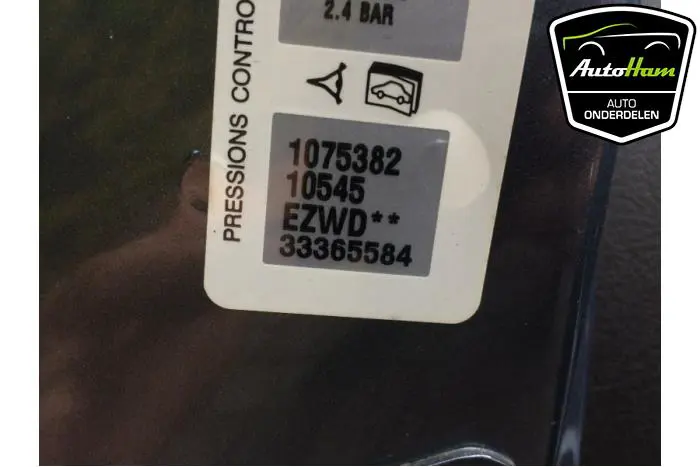 2.4 BAR
PRESSIONS CONTRO
1075382
10545
EZWD**
33365584
AutoHam
AUTO
ONDERDELEN